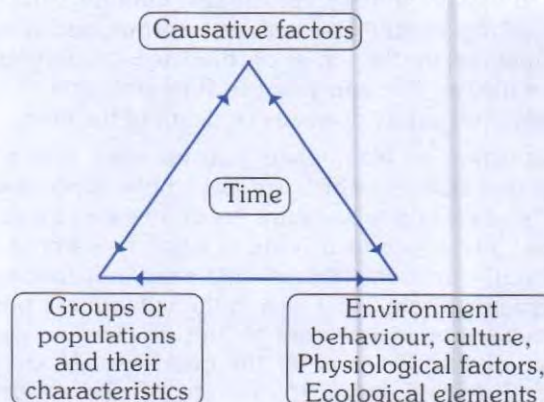 Causative factors
Time
Groups or
populations
and their
characteristics
Environment
behaviour, culture,
Physiological factors,
Ecological elements